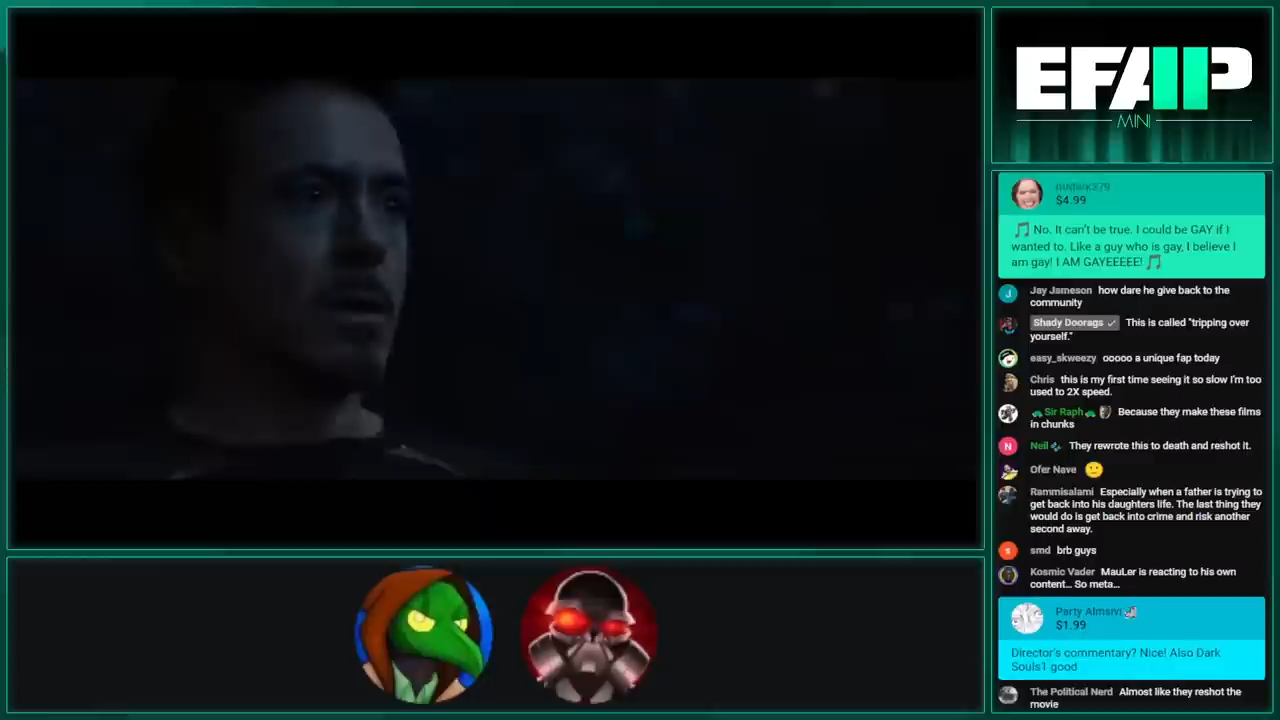 EFAP
MINI
$4.99
🎵 No. It can't be true. I could be GAY if I
wanted to. Like a guy who is gay, I believe I
am gay! I AM GAYEEEEE! 🎵
Jay Jameson how dare he give back to the
community
Shady Doorags ✓ This is called "tripping over
yourself."
easy_skweezy ooooo a unique fap today
Chris this is my first time seeing it so slow I'm too
used to 2X speed.
Sir Raph Because they make these films
in chunks
Neil They rewrote this to death and reshot it.
Ofer Nave 🙂
Rammisalami Especially when a father is trying to
get back into his daughters life. The last thing they
would do is get back into crime and risk another
second away.
smd brb guys
Kosmic Vader MauLer is reacting to his own
content... So meta...
Party Almsivi
$1.99
Director's commentary? Nice! Also Dark
Souls1 good
The Political Nerd Almost like they reshot the
movie